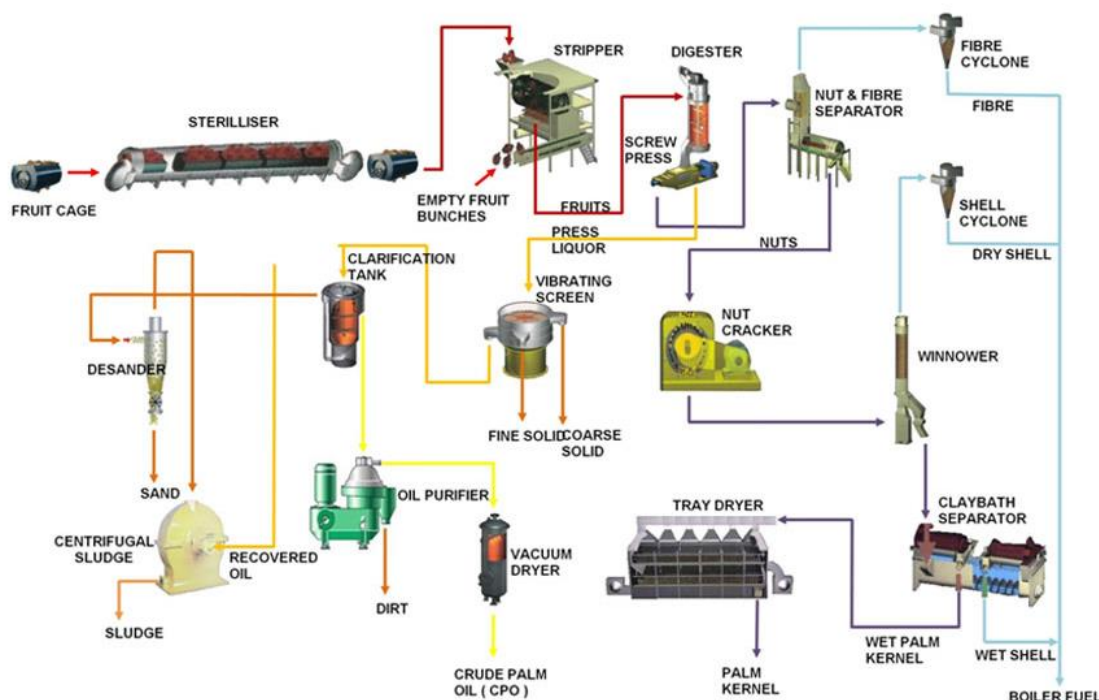 STERILISER
FRUIT CAGE
STRIPPER
EMPTY FRUIT
BUNCHES
FRUITS
DIGESTER
SCREW
PRESS
PRESS
LIQUOR
NUT & FIBRE
SEPARATOR
FIBRE
CYCLONE
FIBRE
SHELL
CYCLONE
DRY SHELL
NUTS
CLARIFICATION
TANK
VIBRATING
SCREEN
NUT
CRACKER
WINNOWER
DESANDER
FINE SOLID
COARSE
SOLID
SAND
OIL PURIFIER
TRAY DRYER
CLAYBATH
SEPARATOR
CENTRIFUGAL
SLUDGE
RECOVERED
OIL
VACUUM
DRYER
DIRT
SLUDGE
WET PALM
KERNEL
WET SHELL
CRUDE PALM
OIL ( CPO )
PALM
KERNEL
BOILER FUEL